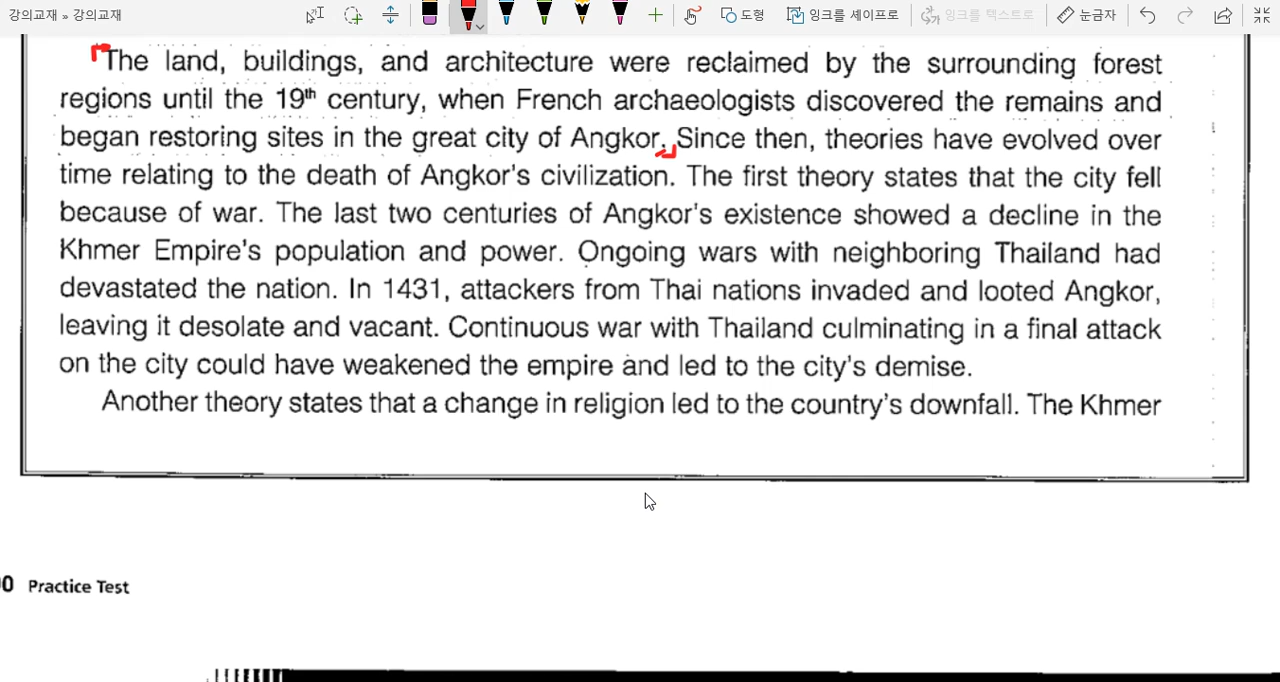 강의교재 » 강의교재 도형 잉크를 셰이프로 잉크를 텍스트로 눈금자
The land, buildings, and architecture were reclaimed by the surrounding forest
regions until the 19th century, when French archaeologists discovered the remains and
began restoring sites in the great city of Angkor. Since then, theories have evolved over
time relating to the death of Angkor's civilization. The first theory states that the city fell
because of war. The last two centuries of Angkor's existence showed a decline in the
Khmer Empire's population and power. Ongoing wars with neighboring Thailand had
devastated the nation. In 1431, attackers from Thai nations invaded and looted Angkor,
leaving it desolate and vacant. Continuous war with Thailand culminating in a final attack
on the city could have weakened the empire and led to the city's demise.
Another theory states that a change in religion led to the country's downfall. The Khmer
0 Practice Test